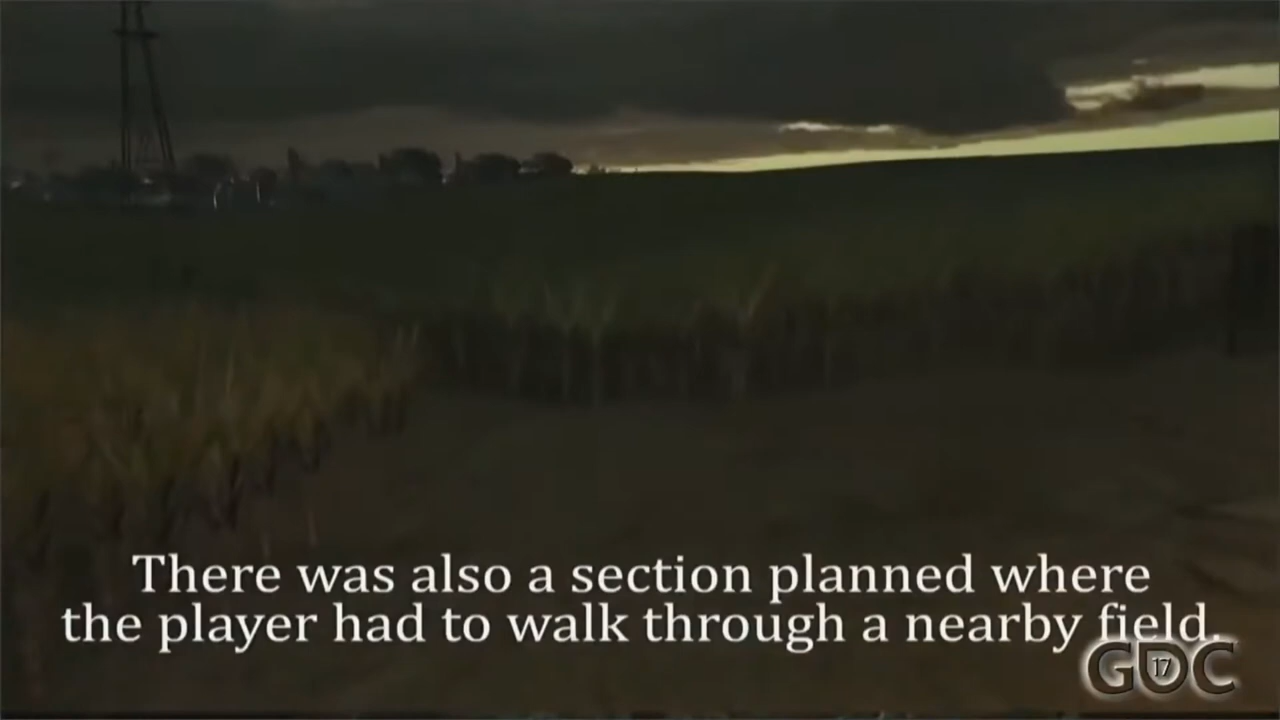 There was also a section planned where
the player had to walk through a nearby field.
GDC
17